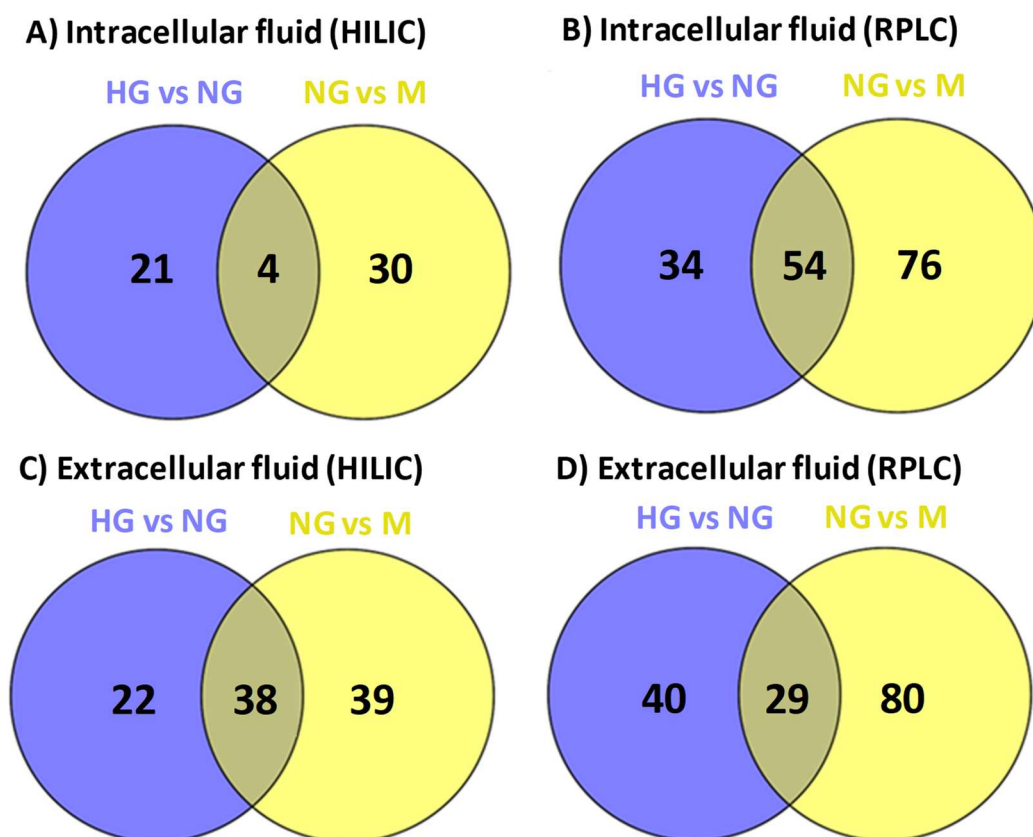 A) Intracellular fluid (HILIC)
HG vs NG
NG vs M
21
4
30
B) Intracellular fluid (RPLC)
HG vs NG
NG vs M
34
54
76
C) Extracellular fluid (HILIC)
HG vs NG
NG vs M
22
38
39
D) Extracellular fluid (RPLC)
HG vs NG
NG vs M
40
29
80